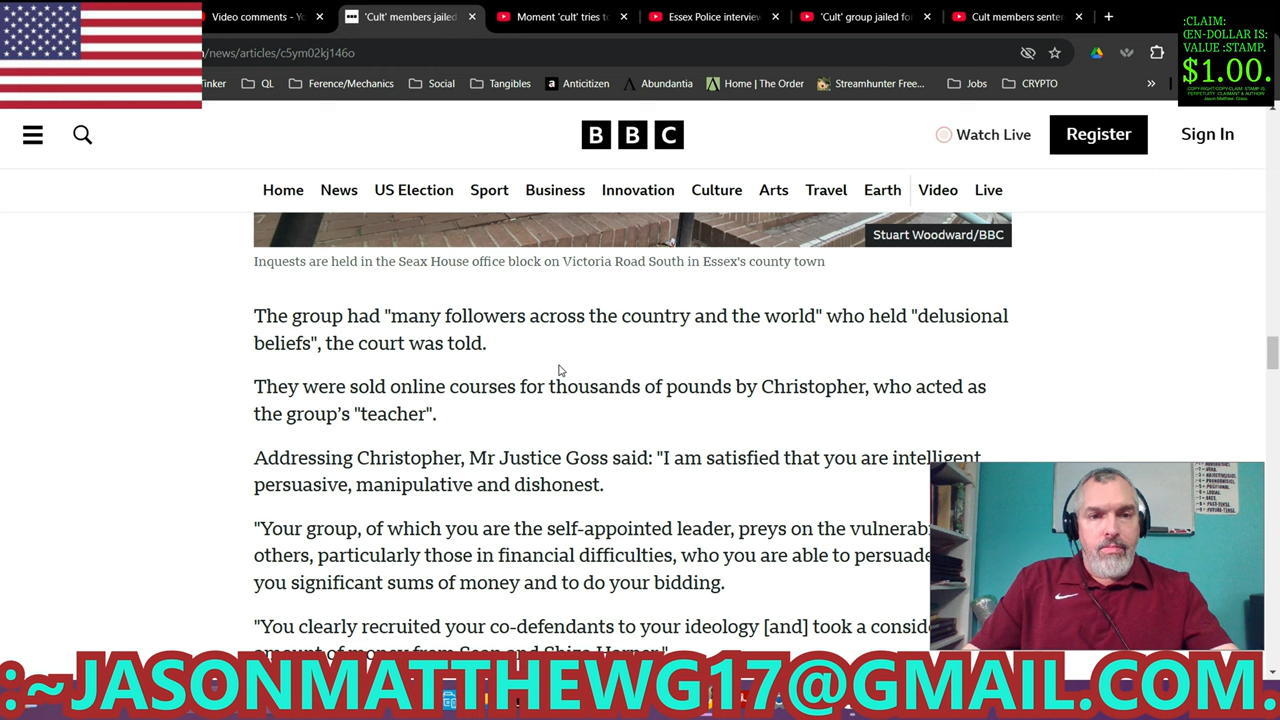 Video comments - Yo
'Cult' members jailed
Moment 'cult' tries to
Essex Police interview
'Cult' group jailed for
Cult members senten
/news/articles/c5ym02kj146o
Tinker
QL
Ference/Mechanics
Social
Tangables
Anticitizen
Abundantia
Home | The O
Streamhunter
Jobs
CRYPTO
:CLAIM:
VALUE :STAMP.
$1.00.
BBC
Watch Live
Register
Sign In
Home
News
US Election
Sport
Business
Innovation
Culture
Arts
Travel
Earth
Video
Live
Stuart Woodward/BBC
Inquests are held in the Seax House office block on Victoria Road South in Essex's county town
The group had "many followers across the country and the world" who held "delusional
beliefs", the court was told.
They were sold online courses for thousands of pounds by Christopher, who acted as
the group's "teacher".
Addressing Christopher, Mr Justice Goss said: "I am satisfied that you are intelligent
persuasive, manipulative and dishonest.
"Your group, of which you are the self-appointed leader, preys on the
others, particularly those in financial difficulties, who you are able to persuade
you significant sums of money and to do your bidding.
"You clearly recruited your co-defendants to your ideology [and] took a
:~JASONMATTHEWG17@GMAIL.COM.